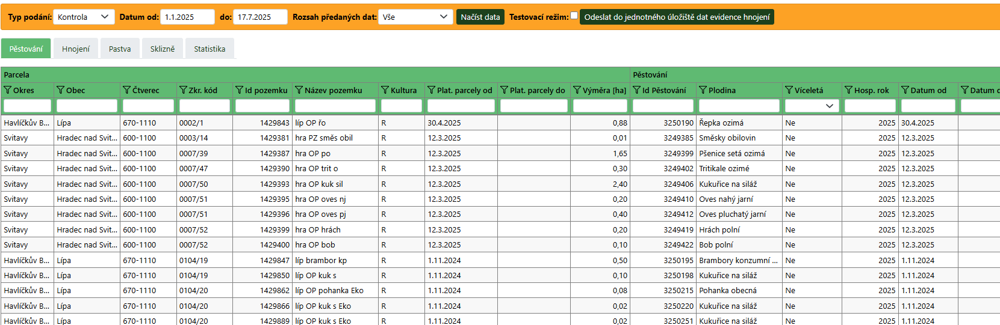 Typ podání: Kontrola Datum od: 1.1.2025 do: 17.7.2025 Rozsah předaných dat: Vše Načíst data Testovací režim: Odeslat do jednotného úložiště dat evidence hnojení
Pěstování Hnojení Pastva Sklizně Statistika
Parcela Pěstování
Okres Obec Čtverec Zkr. kód Id pozemku Název pozemku Kultura Plat. parcely od Plat. parcely do Výměra [ha] Id Pěstování Plodina Víceletá Hosp. rok Datum od Datum
Havlíčkův B... Lípa 670-1110 0002/1 1429843 líp OP řo R 30.4.2025 0,88 3250190 Řepka ozimá Ne 2025 30.4.2025
Svitavy Hradec nad Svit... 600-1100 0003/14 1429381 hra PZ směs obil R 12.3.2025 0,01 3249385 Směsky obilovin Ne 2025 12.3.2025
Svitavy Hradec nad Svit... 600-1100 0007/39 1429387 hra OP po R 12.3.2025 1,65 3249399 Pšenice setá ozimá Ne 2025 12.3.2025
Svitavy Hradec nad Svit... 600-1100 0007/47 1429390 hra OP trit o R 12.3.2025 0,30 3249402 Tritikale ozimé Ne 2025 12.3.2025
Svitavy Hradec nad Svit... 600-1100 0007/50 1429393 hra OP kuk sil R 12.3.2025 2,40 3249406 Kukuřice na siláž Ne 2025 12.3.2025
Svitavy Hradec nad Svit... 600-1100 0007/51 1429395 hra OP oves nj R 12.3.2025 0,20 3249410 Oves nahý jarní Ne 2025 12.3.2025
Svitavy Hradec nad Svit... 600-1100 0007/51 1429396 hra OP oves pj R 12.3.2025 0,40 3249412 Oves pluchatý jarní Ne 2025 12.3.2025
Svitavy Hradec nad Svit... 600-1100 0007/52 1429399 hra OP hrách R 12.3.2025 0,20 3249419 Hrách polní Ne 2025 12.3.2025
Svitavy Hradec nad Svit... 600-1100 0007/52 1429400 hra OP bob R 12.3.2025 0,10 3249422 Bob polní Ne 2025 12.3.2025
Havlíčkův B... Lípa 670-1110 0104/19 1429847 líp brambor kp R 1.11.2024 0,50 3250195 Brambory konzumní ... Ne 2025 1.11.2024
Havlíčkův B... Lípa 670-1110 0104/19 1429850 líp OP kuk s R 1.11.2024 0,10 3250198 Kukuřice na siláž Ne 2025 1.11.2024
Havlíčkův B... Lípa 670-1110 0104/20 1429862 líp OP pohanka Eko R 1.11.2024 0,08 3250215 Pohanka obecná Ne 2025 1.11.2024
Havlíčkův B... Lípa 670-1110 0104/20 1429866 líp OP kuk s Eko R 1.11.2024 0,02 3250220 Kukuřice na siláž Ne 2025 1.11.2024
Havlíčkův B... Lípa 670-1110 0104/20 1429889 líp OP kuk s Eko R 1.11.2024 0,02 3250251 Kukuřice na siláž Ne 2025 1.11.2024